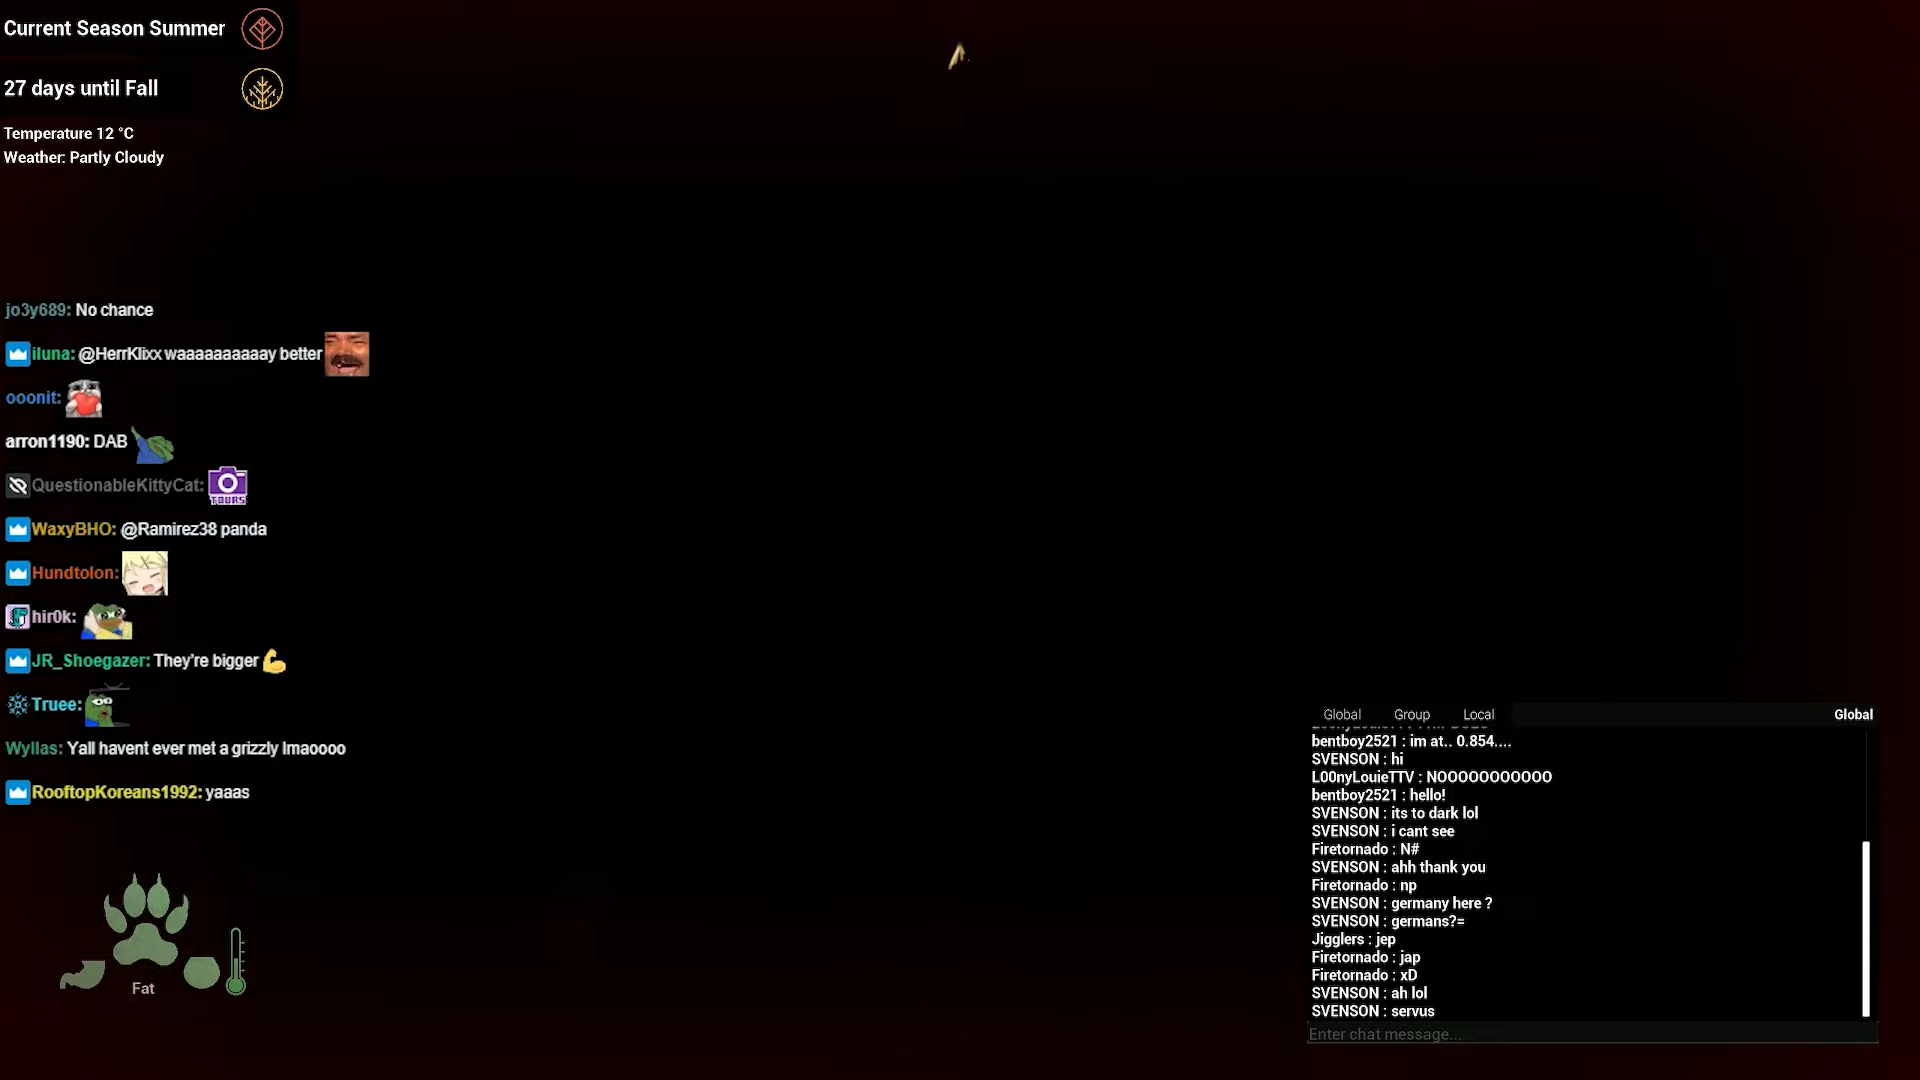 Current Season Summer
27 days until Fall
Temperature 12 °C
Weather: Partly Cloudy
jo3y689: No chance
iluna: @HerrKlixx waaaaaaaaaay better
ooonit:
arron1190: DAB
QuestionableKittyCat: TOURS
WaxyBHO: @Ramirez38 panda
Hundtolon:
hir0k:
JR_Shoegazer: They're bigger 💪
Truee:
Wyllas: Yall havent ever met a grizzly lmaoooo
RooftopKoreans1992: yaaas
Fat
Global Group Local Global
bentboy2521 : im at.. 0.854....
SVENSON : hi
L00nyLouieTTV : NOOOOOOOOOOO
bentboy2521 : hello!
SVENSON : its to dark lol
SVENSON : i cant see
Firetornado : N#
SVENSON : ahh thank you
Firetornado : np
SVENSON : germany here ?
SVENSON : germans?=
Jigglers : jep
Firetornado : jap
Firetornado : xD
SVENSON : ah lol
SVENSON : servus
Enter chat message...